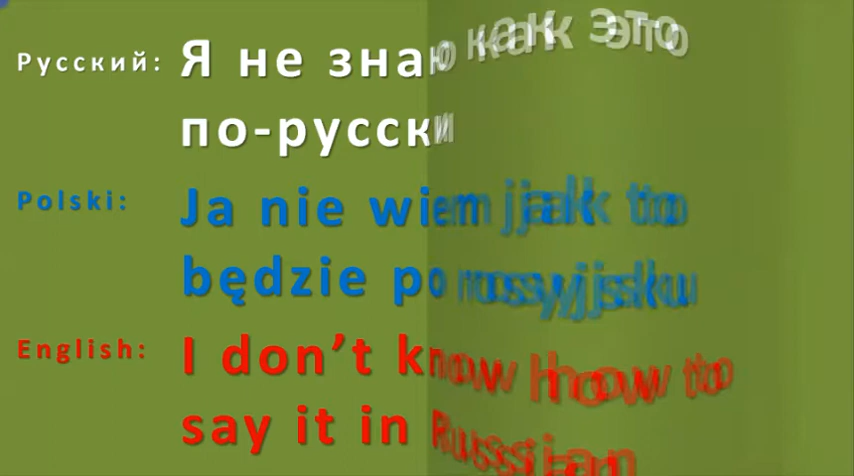 Русский: Я не знаю как это
по-русски
Polski: Ja nie wiem jak to
będzie po rosyjsku
English: I don’t know how to
say it in Russian